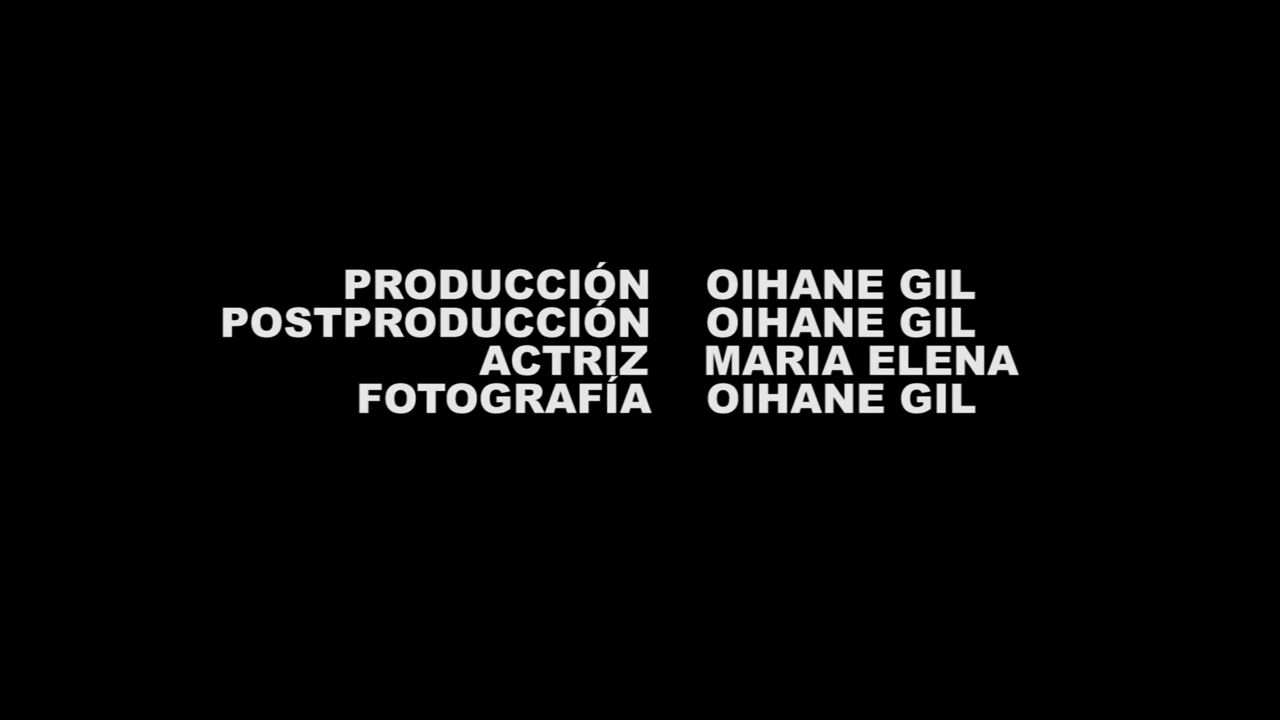 PRODUCCIÓN OIHANE GIL
POSTPRODUCCIÓN OIHANE GIL
ACTRIZ MARIA ELENA
FOTOGRAFÍA OIHANE GIL